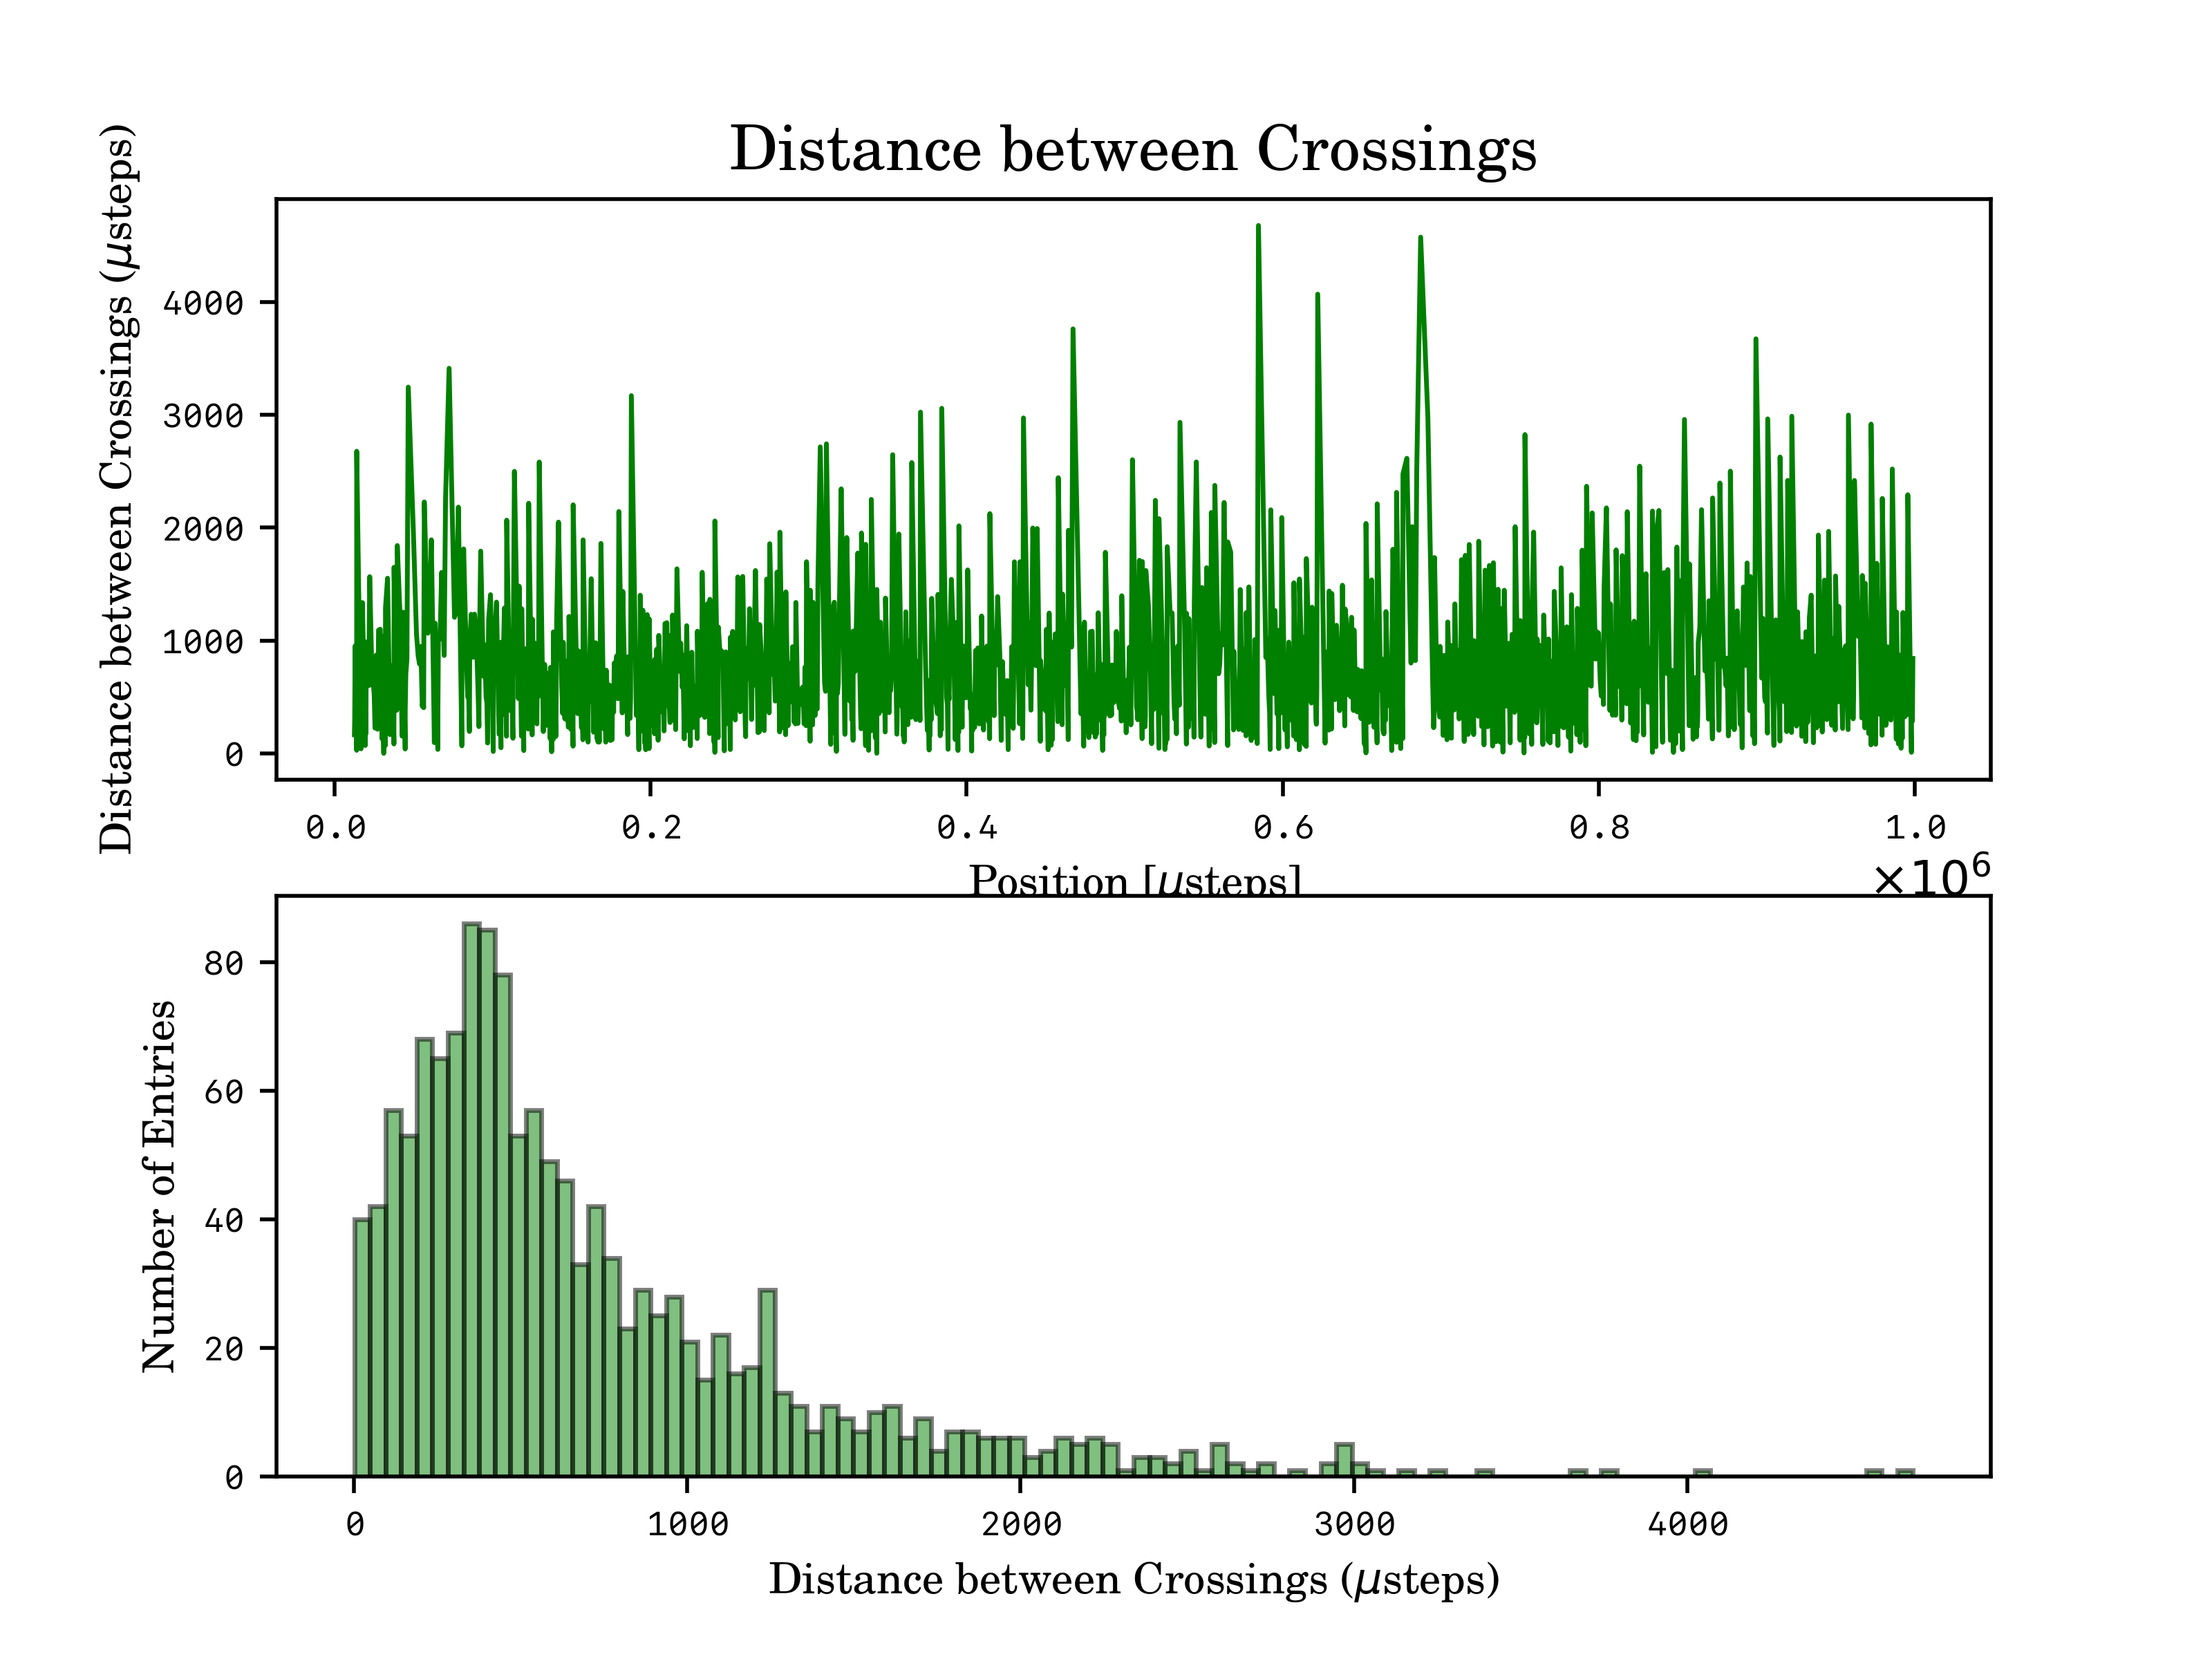 Distance between Crossings
Distance between Crossings (μsteps)
4000
3000
2000
1000
0
0.0 0.2 0.4 0.6 0.8 1.0
Position [μsteps]
×10⁶
Number of Entries
80
60
40
20
0
0 1000 2000 3000 4000
Distance between Crossings (μsteps)